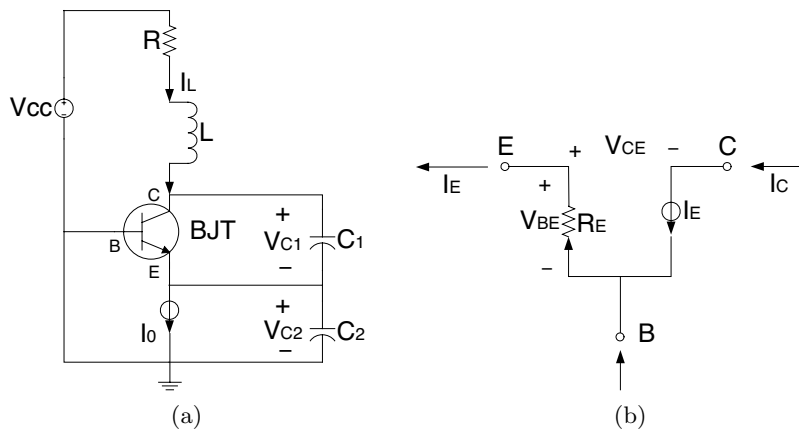 R
IL
Vcc
L
C
B
BJT
E
+
VC1
−
C1
I0
+
VC2
−
C2
(a)
E
+
VCE
−
C
IE
+
VBE
−
RE
IE
IC
B
(b)